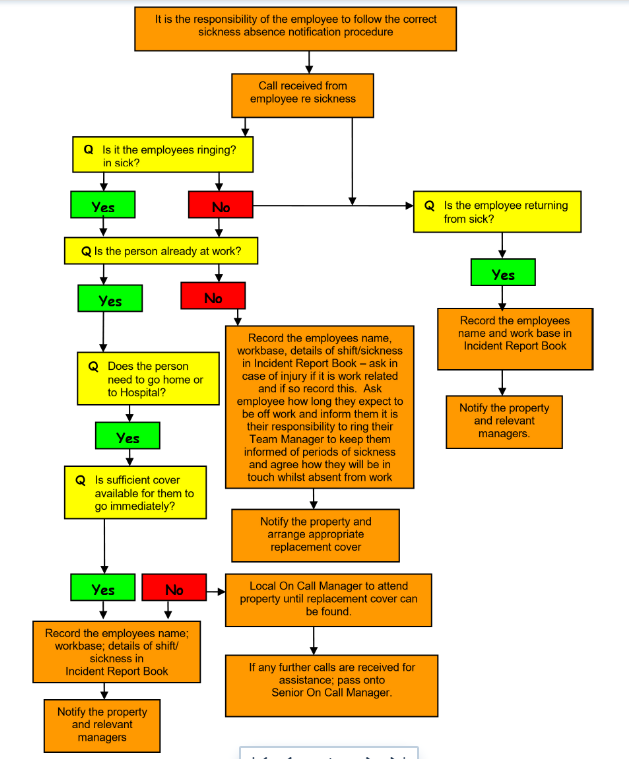 It is the responsibility of the employee to follow the correct
sickness absence notification procedure
Call received from
employee re sickness
Q Is it the employees ringing?
in sick?
Yes
No
Q Is the employee returning
from sick?
Q Is the person already at work?
Yes
Yes
No
Record the employees
name and work base in
Incident Report Book
Record the employees name,
workbase, details of shift/sickness
in Incident Report Book – ask in
case of injury if it is work related
and if so record this. Ask
employee how long they expect to
be off work and inform them it is
their responsibility to ring their
Team Manager to keep them
informed of periods of sickness
and agree how they will be in
touch whilst absent from work
Q Does the person
need to go home or
to Hospital?
Notify the property
and relevant
managers.
Yes
Q Is sufficient cover
available for them to
go immediately?
Notify the property and
arrange appropriate
replacement cover
Yes
No
Local On Call Manager to attend
property until replacement cover can
be found.
Record the employees name;
workbase; details of shift/
sickness in
Incident Report Book
If any further calls are received for
assistance; pass onto
Senior On Call Manager.
Notify the property
and relevant
managers